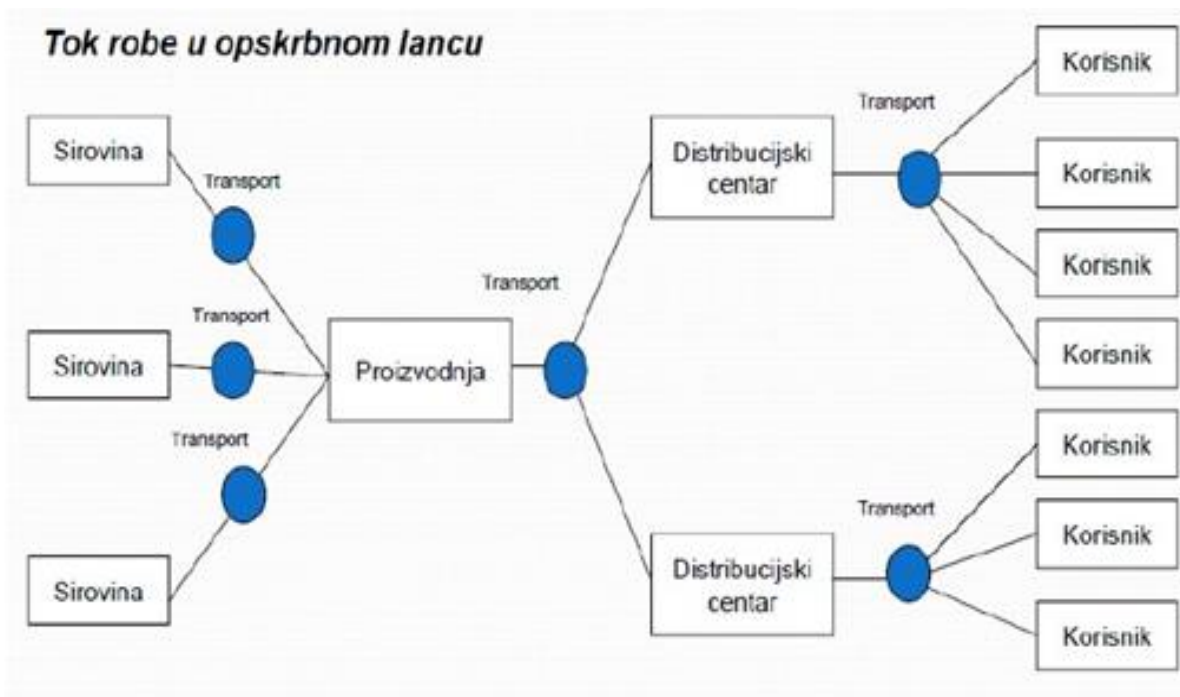 Tok robe u opskrbnom lancu
Sirovina
Transport
Sirovina
Transport
Sirovina
Transport
Proizvodnja
Transport
Distribucijski
centar
Transport
Korisnik
Korisnik
Korisnik
Korisnik
Distribucijski
centar
Transport
Korisnik
Korisnik
Korisnik